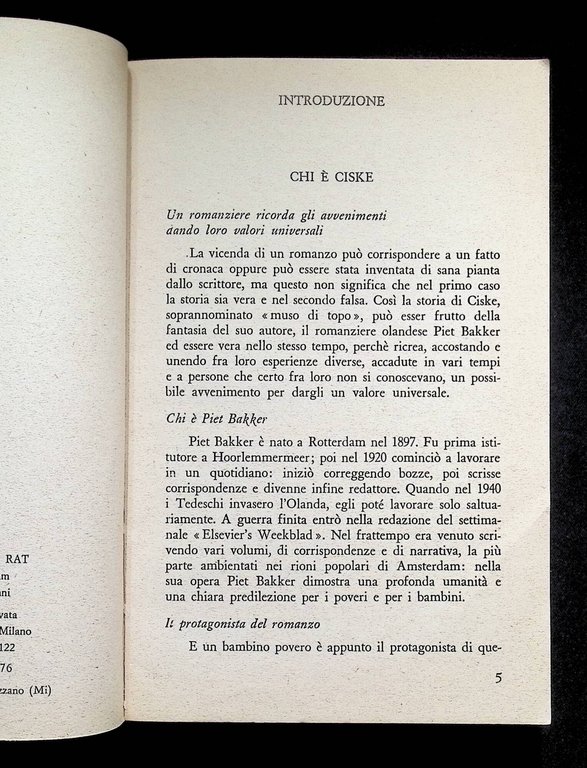 RAT
am
ani
vata
Milano
122
76
zzano (Mi)
INTRODUZIONE
CHI È CISKE
Un romanziere ricorda gli avvenimenti
dando loro valori universali
.La vicenda di un romanzo può corrispondere a un fatto
di cronaca oppure può essere stata inventata di sana pianta
dallo scrittore, ma questo non significa che nel primo caso
la storia sia vera e nel secondo falsa. Così la storia di Ciske,
soprannominato « muso di topo », può esser frutto della
fantasia del suo autore, il romanziere olandese Piet Bakker
ed essere vera nello stesso tempo, perchè ricrea, accostando e
unendo fra loro esperienze diverse, accadute in vari tempi
e a persone che certo fra loro non si conoscevano, un possi-
bile avvenimento per dargli un valore universale.
Chi è Piet Bakker
Piet Bakker è nato a Rotterdam nel 1897. Fu prima isti-
tutore a Hoorlemmermeer; poi nel 1920 cominciò a lavorare
in un quotidiano: iniziò correggendo bozze, poi scrisse
corrispondenze e divenne infine redattore. Quando nel 1940
i Tedeschi invasero l'Olanda, egli poté lavorare solo saltua-
riamente. A guerra finita entrò nella redazione del settima-
nale « Elsevier's Weekblad ». Nel frattempo era venuto scri-
vendo vari volumi, di corrispondenze e di narrativa, la più
parte ambientati nei rioni popolari di Amsterdam: nella
sua opera Piet Bakker dimostra una profonda umanità e
una chiara predilezione per i poveri e per i bambini.
Il protagonista del romanzo
E un bambino povero è appunto il protagonista di que-
5